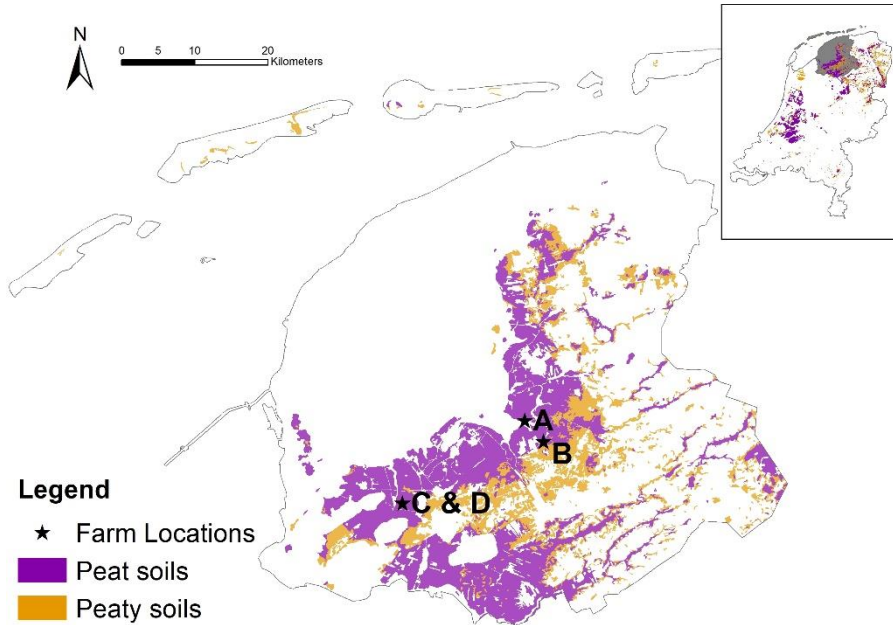 N
0 5 10 20
Kilometers
A
B
C & D
Legend
Farm Locations
Peat soils
Peaty soils